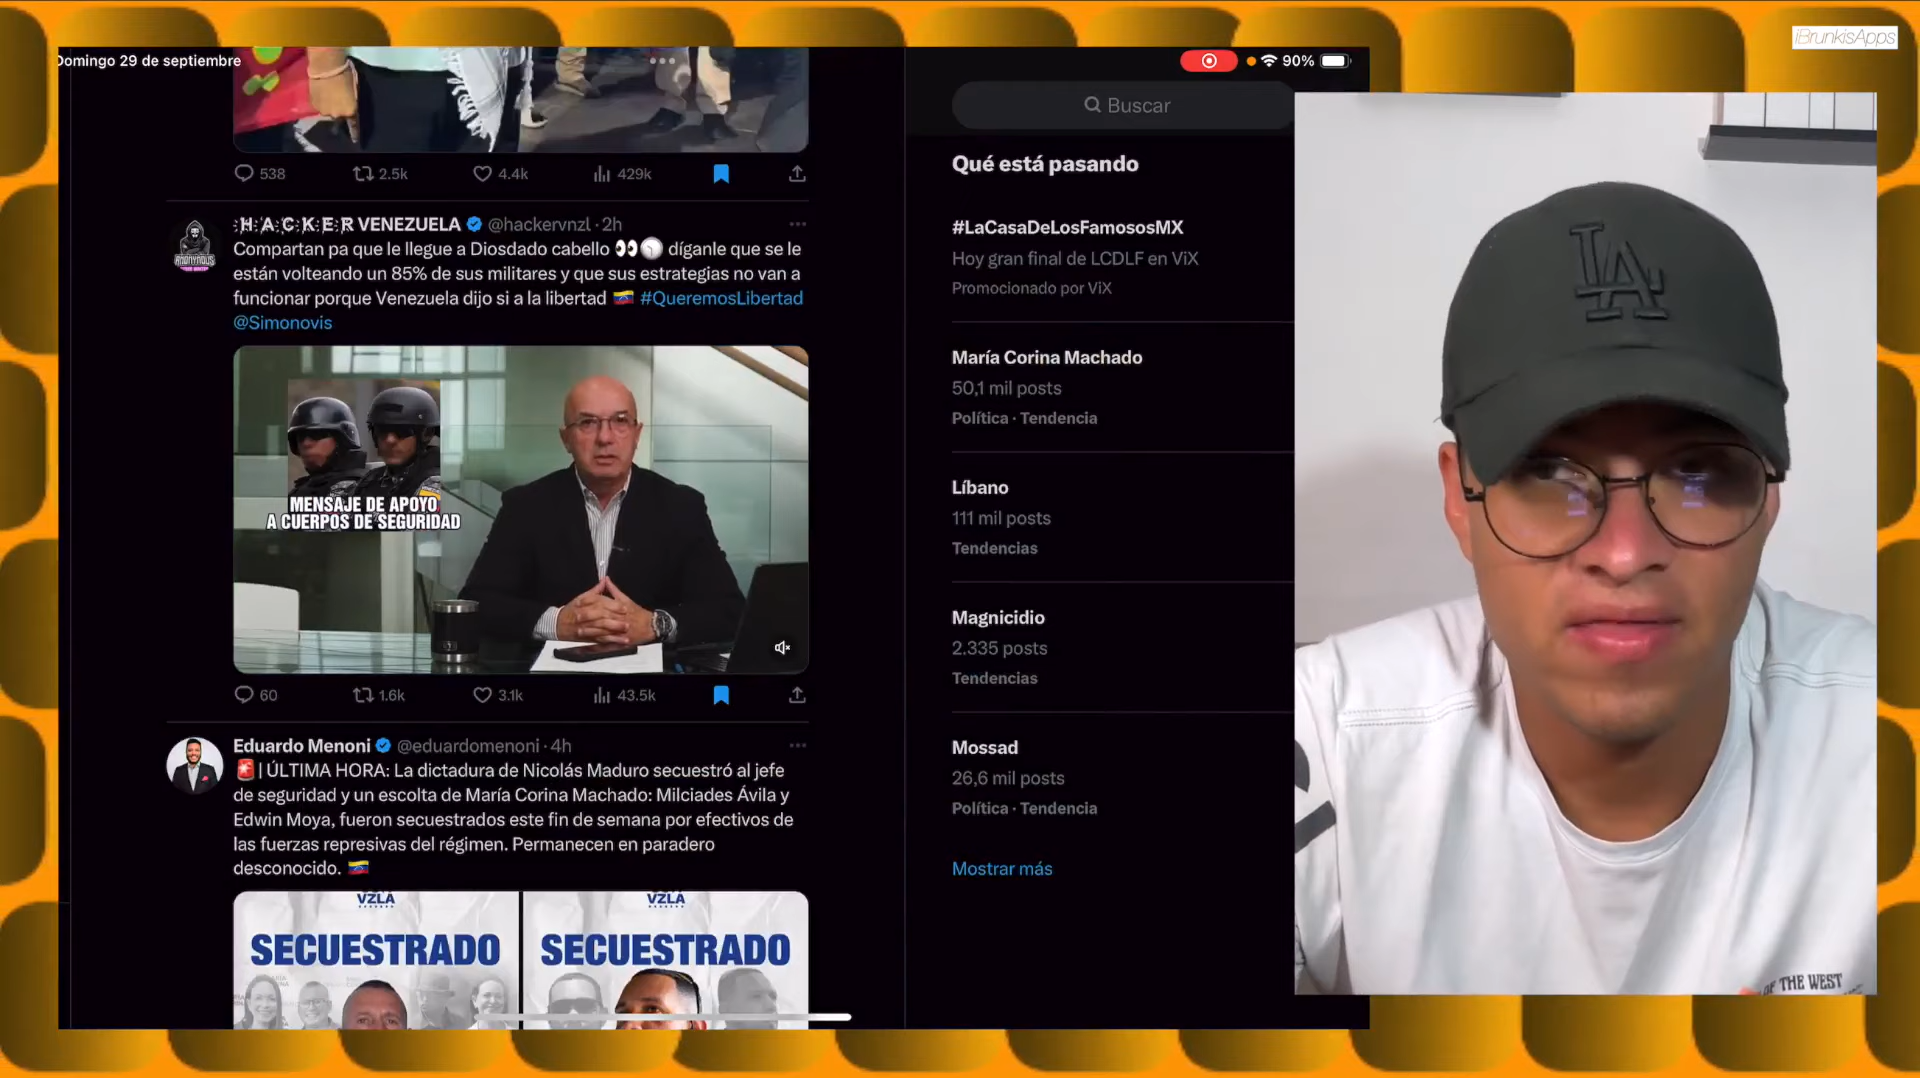 iBrunkisApps
Domingo 29 de septiembre
90%
538
2.5k
4.4k
429k
HACKER VENEZUELA @hackervnzl · 2h
Compartan pa que le llegue a Diosdado cabello 👀🕥 díganle que se le
están volteando un 85% de sus militares y que sus estrategias no van a
funcionar porque Venezuela dijo si a la libertad 🇻🇪 #QueremosLibertad
@Simonovis
MENSAJE DE APOYO
A CUERPOS DE SEGURIDAD
60
1.6k
3.1k
43.5k
Eduardo Menoni @eduardomenoni · 4h
🚨| ÚLTIMA HORA: La dictadura de Nicolás Maduro secuestró al jefe
de seguridad y un escolta de María Corina Machado: Milciades Ávila y
Edwin Moya, fueron secuestrados este fin de semana por efectivos de
las fuerzas represivas del régimen. Permanecen en paradero
desconocido. 🇻🇪
VZLA
SECUESTRADO
VZLA
SECUESTRADO
Buscar
Qué está pasando
#LaCasaDeLosFamososMX
Hoy gran final de LCDLF en ViX
Promocionado por ViX
María Corina Machado
50,1 mil posts
Política · Tendencia
Líbano
111 mil posts
Tendencias
Magnicidio
2.335 posts
Tendencias
Mossad
26,6 mil posts
Política · Tendencia
Mostrar más
LA
OF THE WEST